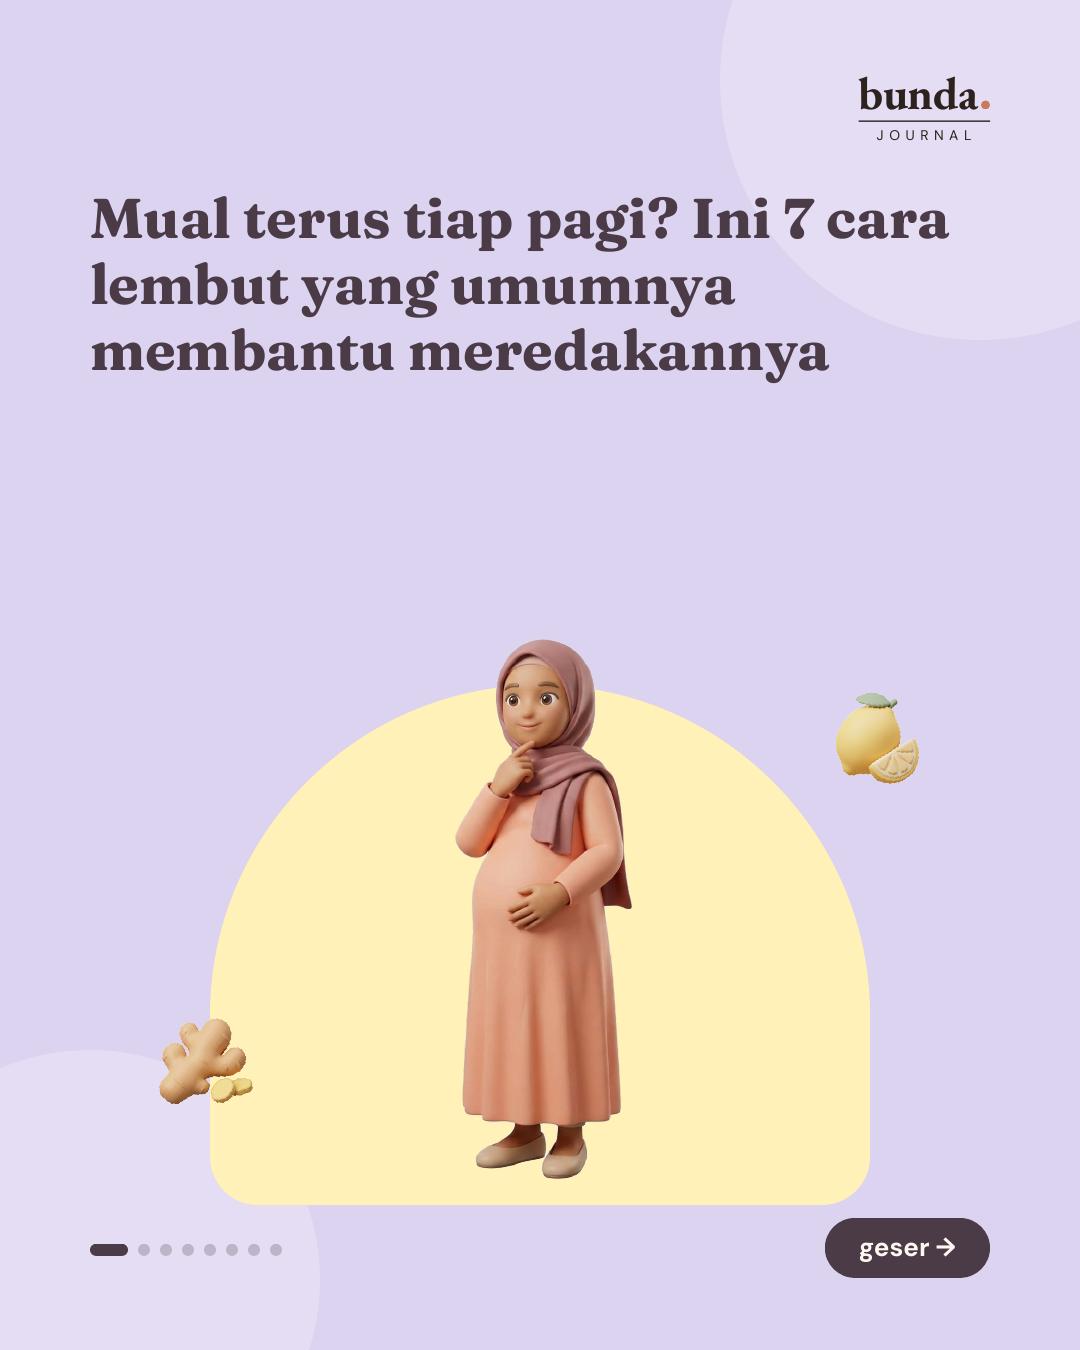 bunda.
JOURNAL
Mual terus tiap pagi? Ini 7 cara
lembut yang umumnya
membantu meredakannya
geser →